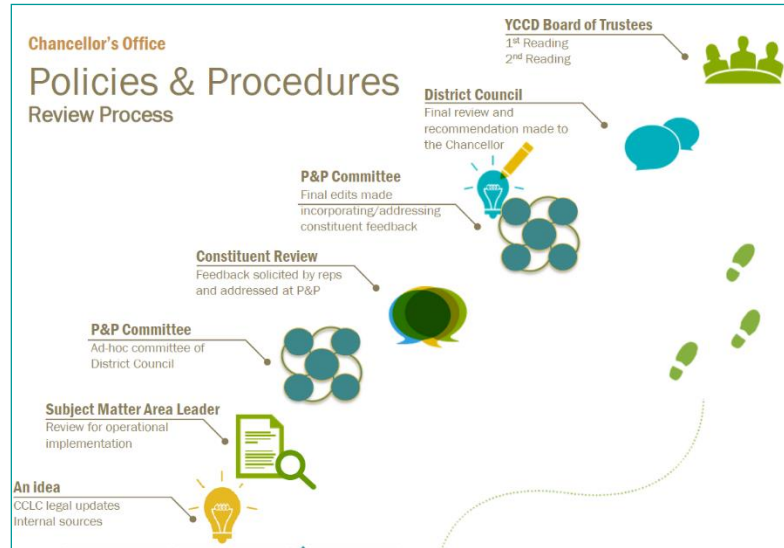 Chancellor's Office
Policies & Procedures
Review Process
YCCD Board of Trustees
1st Reading
2nd Reading
District Council
Final review and
recommendation made to
the Chancellor
P&P Committee
Final edits made
incorporating/addressing
constituent feedback
Constituent Review
Feedback solicited by reps
and addressed at P&P
P&P Committee
Ad-hoc committee of
District Council
Subject Matter Area Leader
Review for operational
implementation
An idea
CCLC legal updates
Internal sources